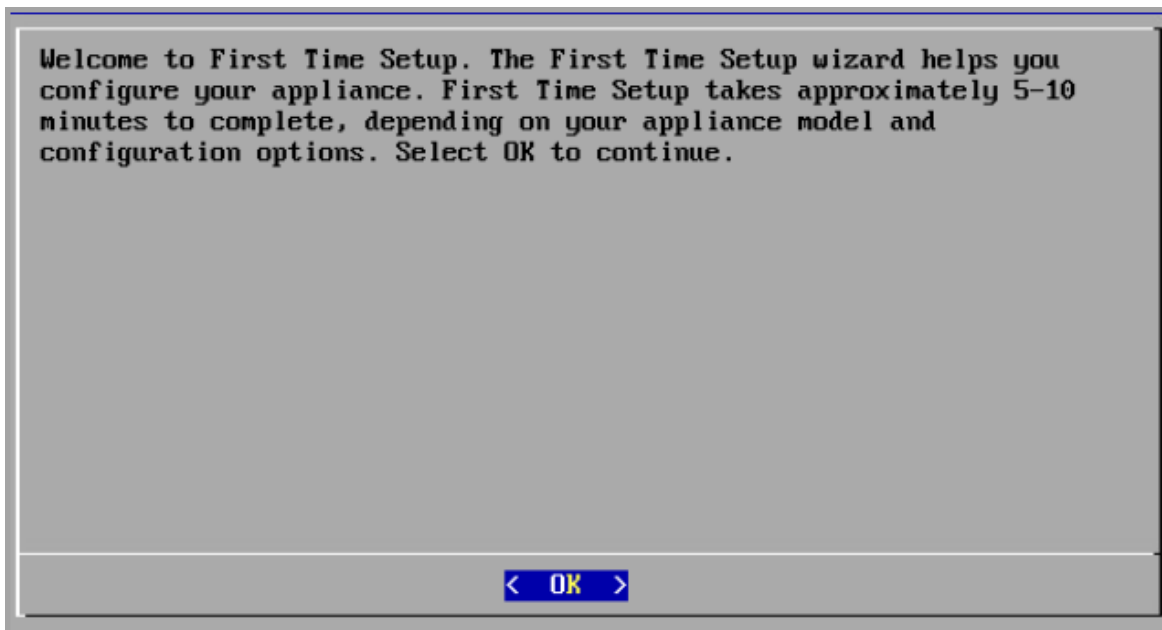 Welcome to First Time Setup. The First Time Setup wizard helps you
configure your appliance. First Time Setup takes approximately 5-10
minutes to complete, depending on your appliance model and
configuration options. Select OK to continue.
< OK >